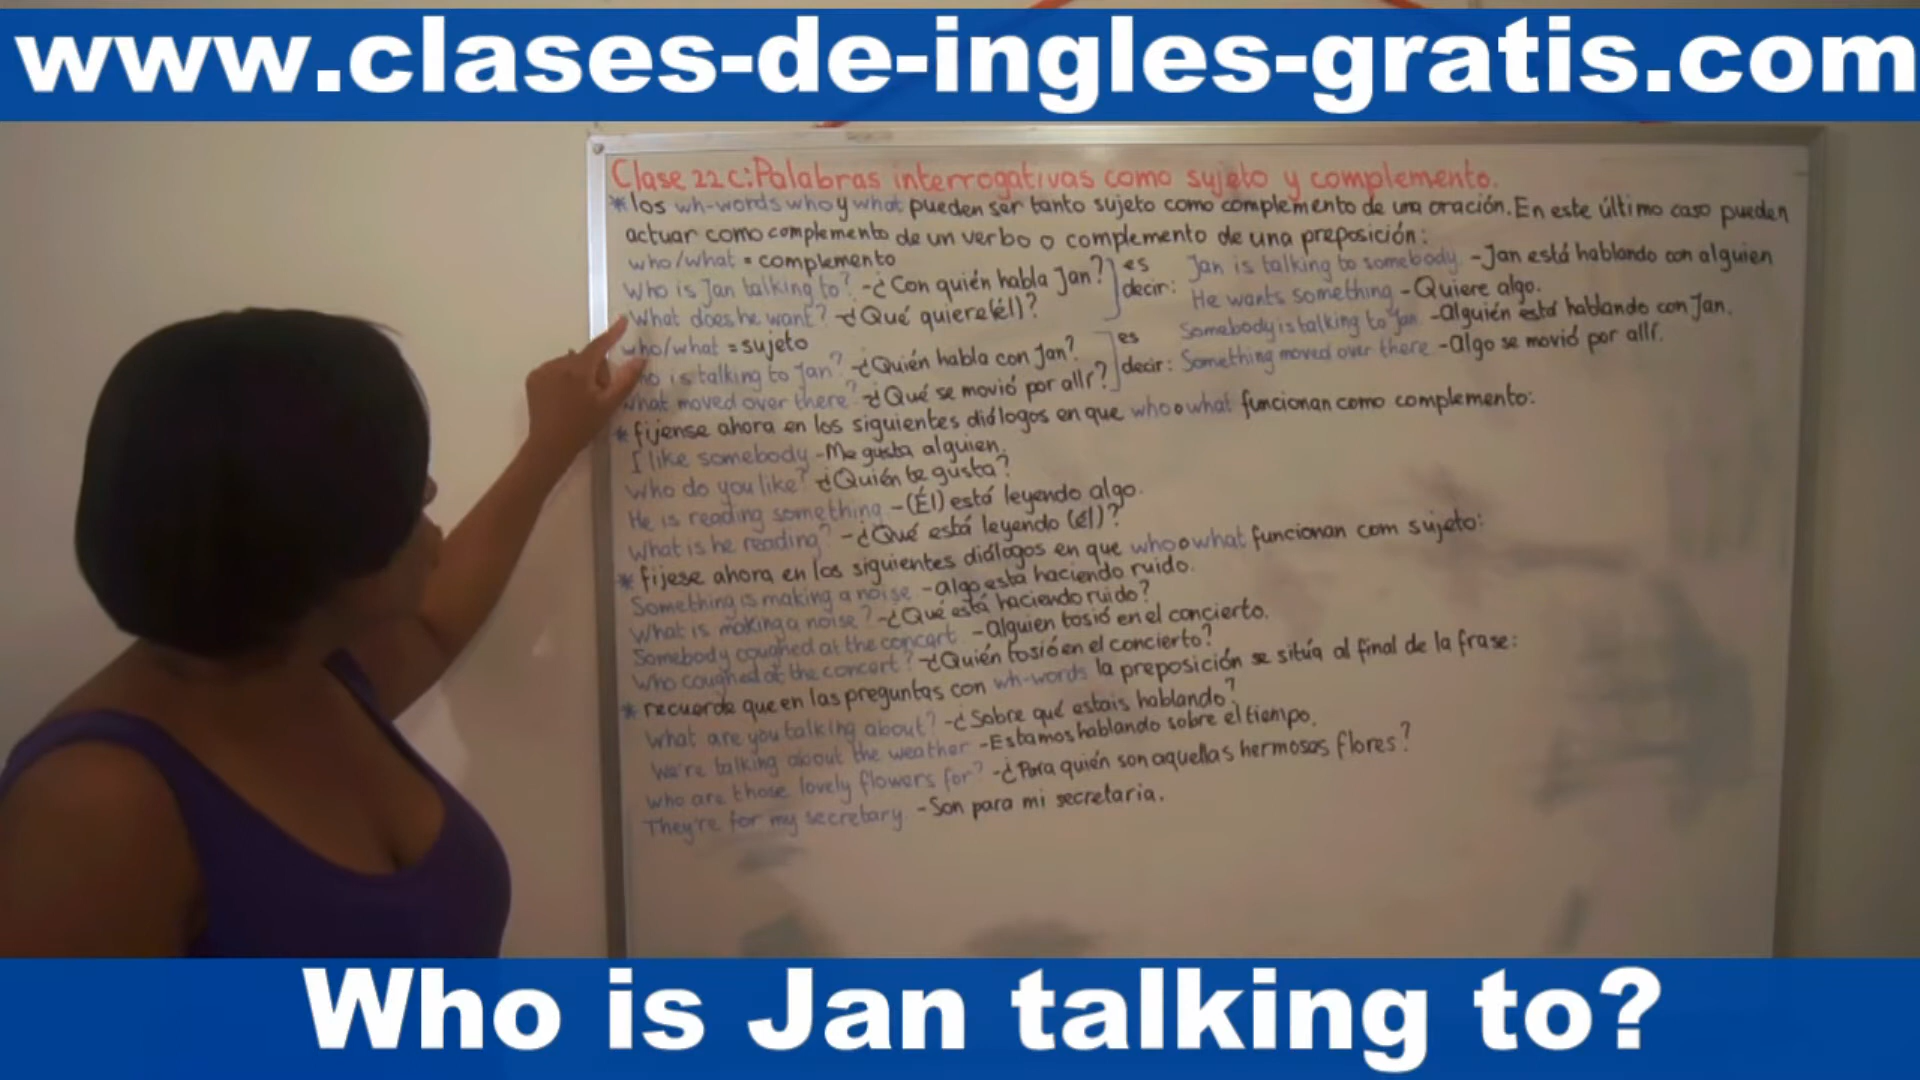 www.clases-de-ingles-gratis.com
Clase 22c: Palabras interrogativas como sujeto y complemento.
*los wh-words who y what pueden ser tanto sujeto como complemento de una oración. En este último caso pueden
actuar como complemento de un verbo o complemento de una preposición:
who/what = complemento
Who is Jan talking to? -¿Con quién habla Jan? ] es decir: Jan is talking to somebody. -Jan está hablando con alguien
What does he want? -¿Qué quiere(él)? He wants something -Quiere algo.
who/what = sujeto
Who is talking to Jan? -¿Quién habla con Jan? ] es decir: Somebody is talking to Jan. -Alguién está hablando con Jan.
What moved over there? -¿Qué se movió por allí? Something moved over there -Algo se movió por allí.
* fíjense ahora en los siguientes diálogos en que who o what funcionan como complemento:
I like somebody -Me gusta alguien.
Who do you like? -¿Quién te gusta?
He is reading something -(Él) está leyendo algo.
What is he reading? -¿Qué está leyendo (él)?
* fíjese ahora en los siguientes diálogos en que who o what funcionan com sujeto:
Something is making a noise -algo está haciendo ruido.
What is making a noise? -¿Qué está haciendo ruido?
Somebody coughed at the concert -Alguien tosió en el concierto.
Who coughed at the concert? -¿Quién tosió en el concierto?
* recuerde que en las preguntas con wh-words la preposición se sitúa al final de la frase:
What are you talking about? -¿Sobre qué estais hablando?
We're talking about the weather -Estamos hablando sobre el tiempo.
Who are those lovely flowers for? -¿Para quién son aquellas hermosas flores?
They're for my secretary. -Son para mi secretaria.
Who is Jan talking to?